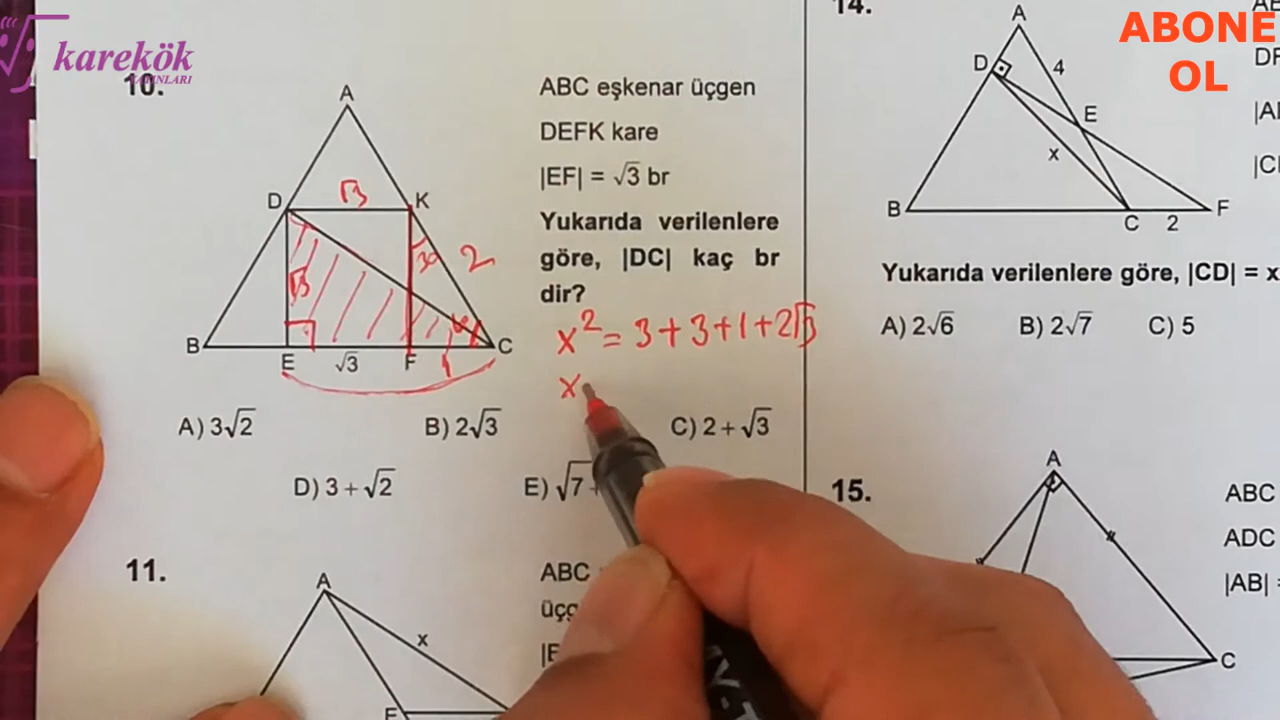 karekök
YAYINLARI
ABONE
OL
10.
A
D
√3
K
30
2
√3
B
E
√3
F
1
C
ABC eşkenar üçgen
DEFK kare
|EF| = √3 br
Yukarıda verilenlere
göre, |DC| kaç br
dir?
x² = 3+3+1+2√3
x
A) 3√2
B) 2√3
C) 2 + √3
D) 3 + √2
E) √7
11.
A
x
ABC
üçg
14.
A
D
4
E
x
B
C
2
F
Yukarıda verilenlere göre, |CD| = x
A) 2√6
B) 2√7
C) 5
15.
A
C
ABC
ADC
|AB| =